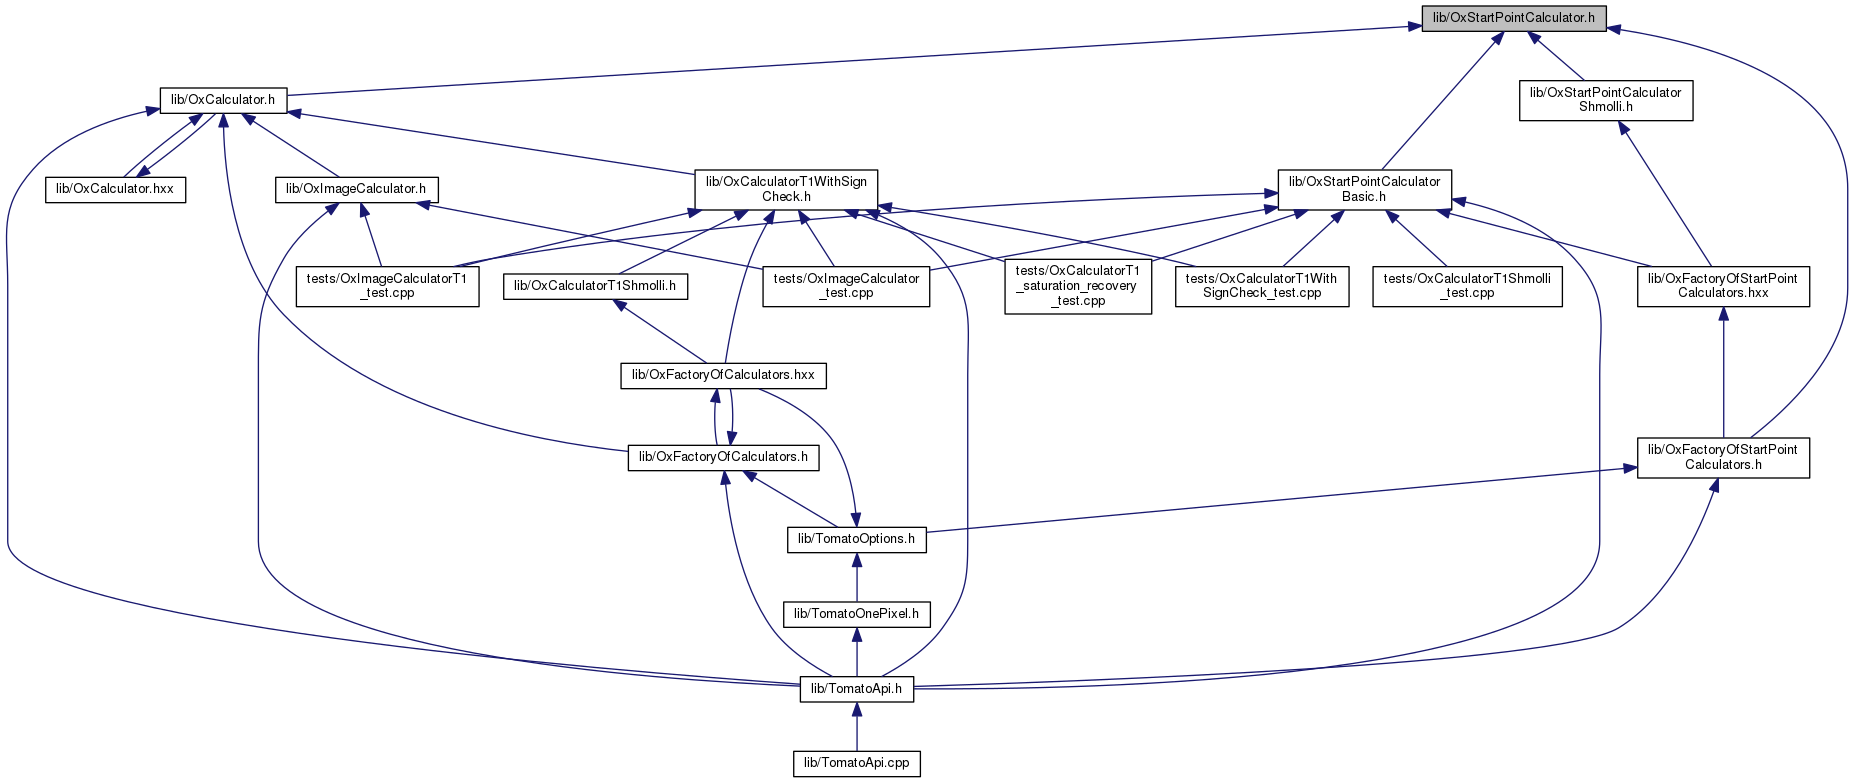 lib/OxStartPointCalculator.h
lib/OxCalculator.h
lib/OxStartPointCalculator
Shmolli.h
lib/OxCalculator.hxx
lib/OxImageCalculator.h
lib/OxCalculatorT1WithSign
Check.h
lib/OxStartPointCalculator
Basic.h
tests/OxImageCalculatorT1
_test.cpp
lib/OxCalculatorT1Shmolli.h
tests/OxImageCalculator
_test.cpp
tests/OxCalculatorT1
_saturation_recovery
_test.cpp
tests/OxCalculatorT1With
SignCheck_test.cpp
tests/OxCalculatorT1Shmolli
_test.cpp
lib/OxFactoryOfStartPoint
Calculators.hxx
lib/OxFactoryOfCalculators.hxx
lib/OxFactoryOfCalculators.h
lib/OxFactoryOfStartPoint
Calculators.h
lib/TomatoOptions.h
lib/TomatoOnePixel.h
lib/TomatoApi.h
lib/TomatoApi.cpp